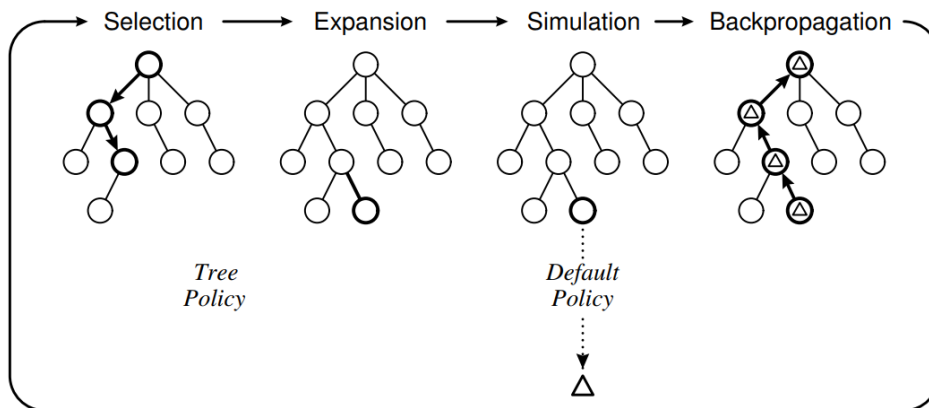 Selection Expansion Simulation Backpropagation
Tree Default
Policy Policy